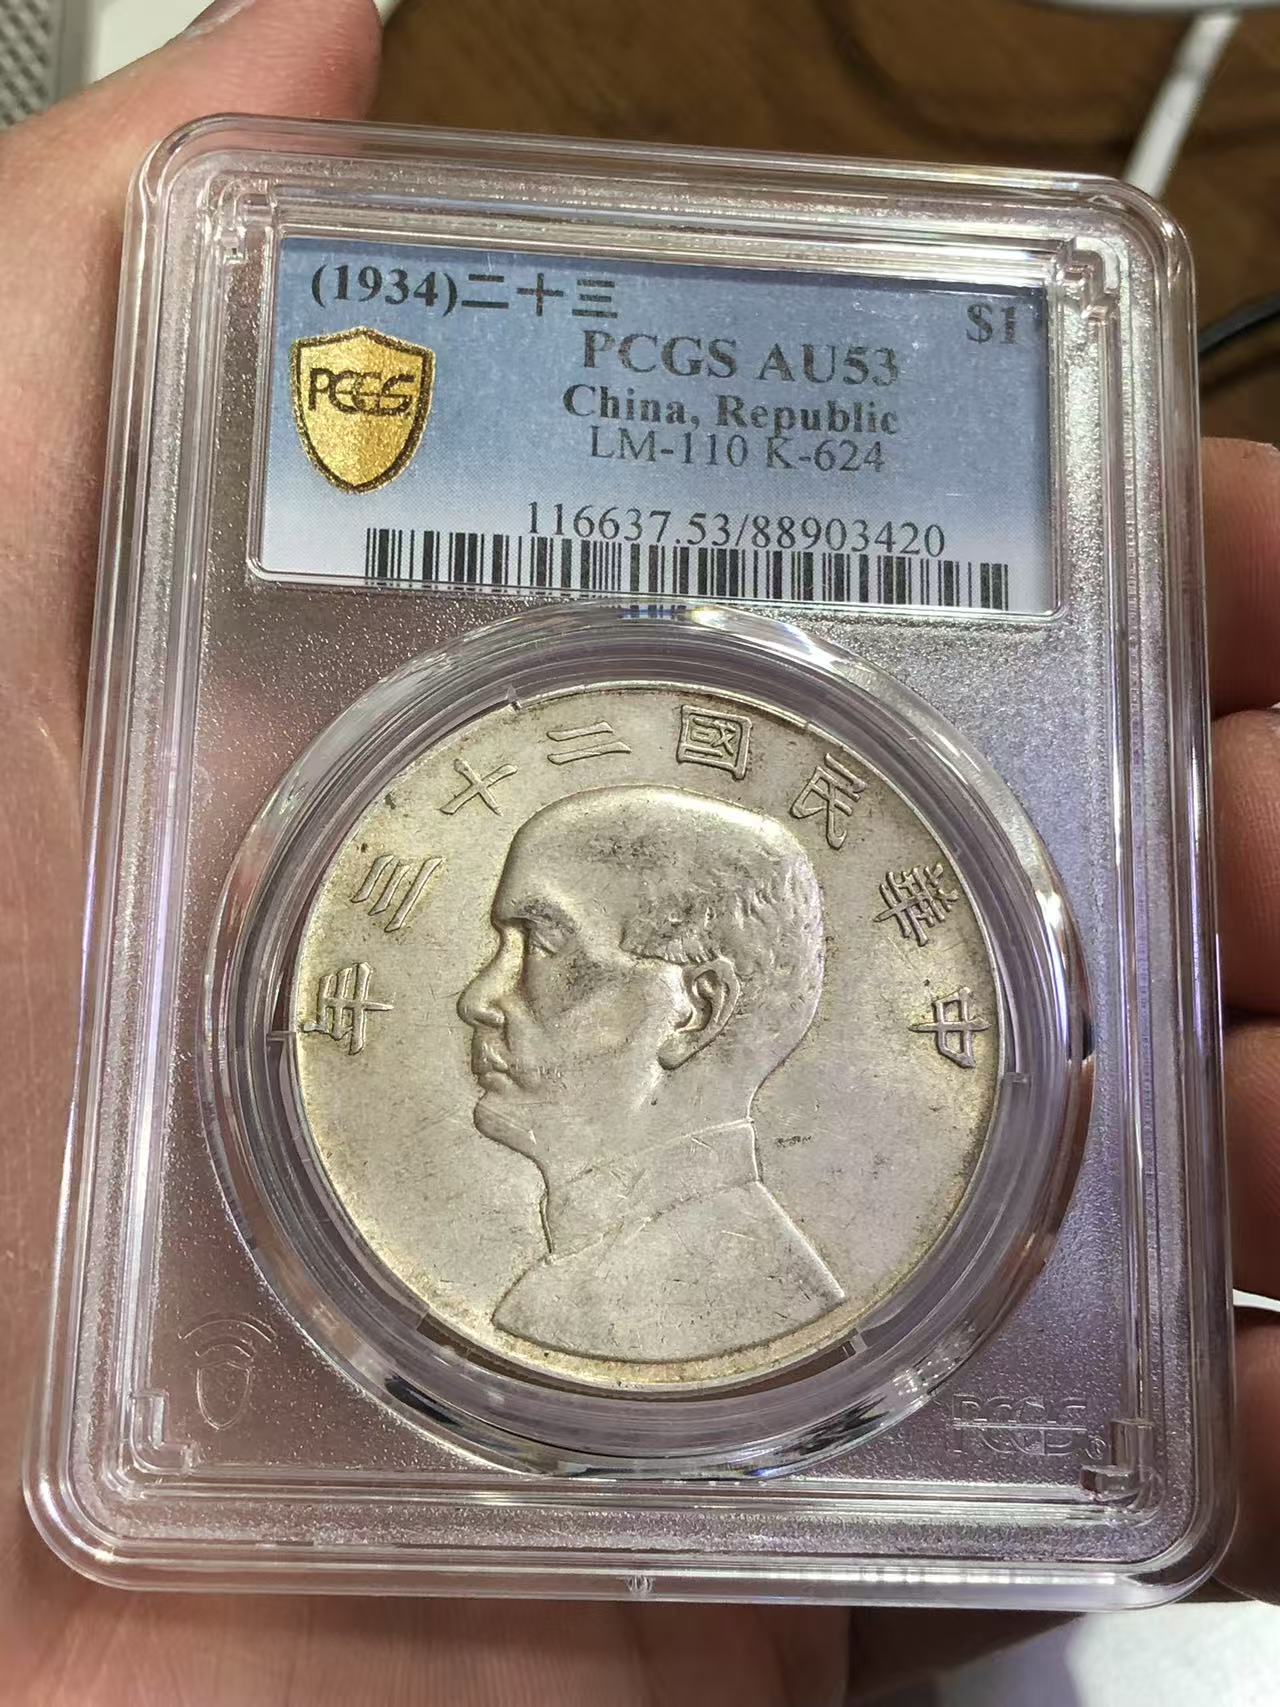 (1934)二十三 $1
PCGS AU53
China, Republic
LM-110 K-624
116637.53/88903420
PCGS
中華民國二十三年
PCGS